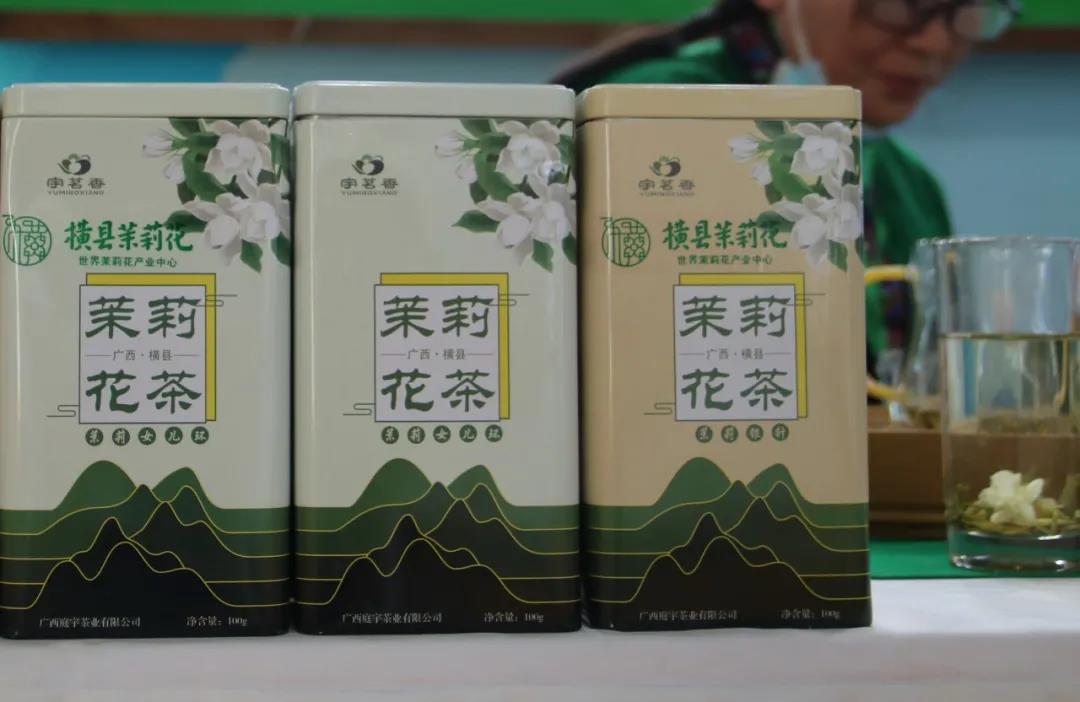 宇茗香
YUMINGXIANG
横县茉莉花
世界茉莉花产业中心
茉莉
广西·横县
花茶
茉莉女儿环
广西庭宇茶业有限公司 净含量：100g
宇茗香
YUMINGXIANG
茉莉
广西·横县
花茶
茉莉女儿环
广西庭宇茶业有限公司 净含量：100g
宇茗香
YUMINGXIANG
横县茉莉花
世界茉莉花产业中心
茉莉
广西·横县
花茶
茉莉银针
广西庭宇茶业有限公司 净含量：100g